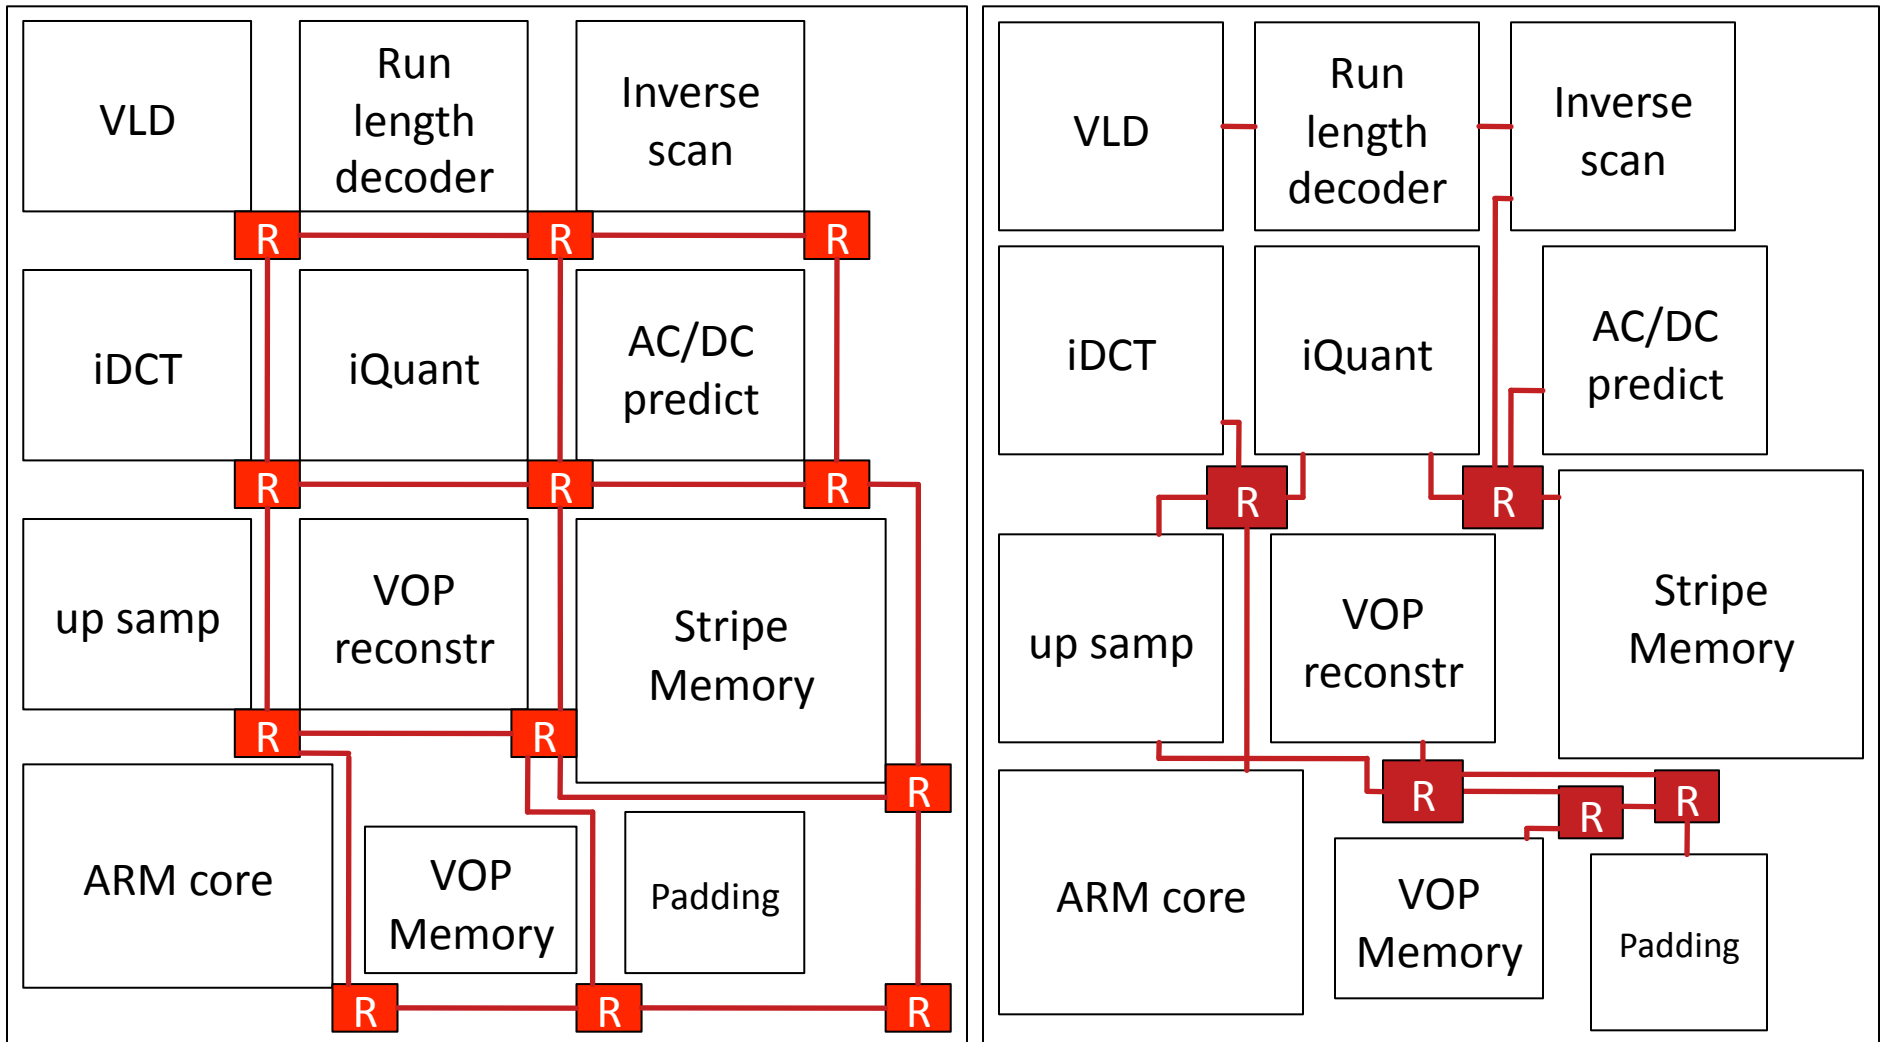 VLD
Run
length
decoder
Inverse
scan
R
R
R
iDCT
iQuant
AC/DC
predict
R
R
R
up samp
VOP
reconstr
Stripe
Memory
R
R
R
ARM core
VOP
Memory
Padding
R
R
R
VLD
Run
length
decoder
Inverse
scan
iDCT
iQuant
AC/DC
predict
R
R
up samp
VOP
reconstr
Stripe
Memory
R
R
R
ARM core
VOP
Memory
Padding